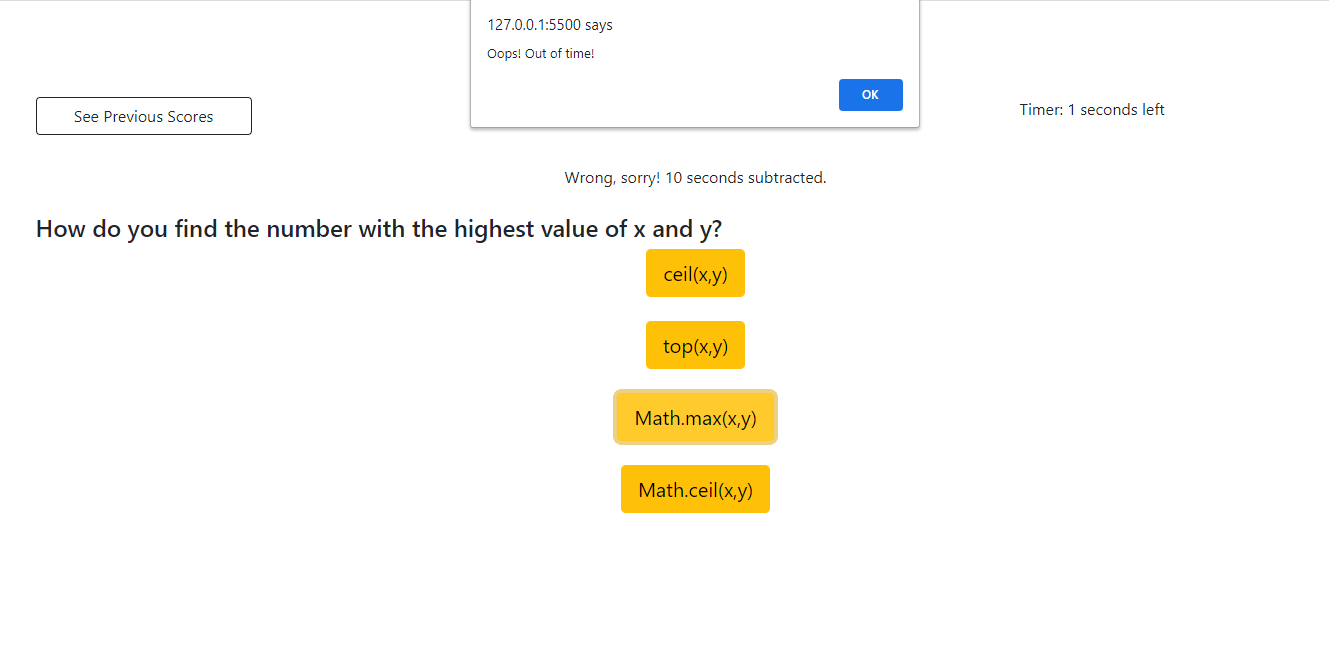 127.0.0.1:5500 says
Oops! Out of time!
OK
See Previous Scores
Timer: 1 seconds left
Wrong, sorry! 10 seconds subtracted.
How do you find the number with the highest value of x and y?
ceil(x,y)
top(x,y)
Math.max(x,y)
Math.ceil(x,y)